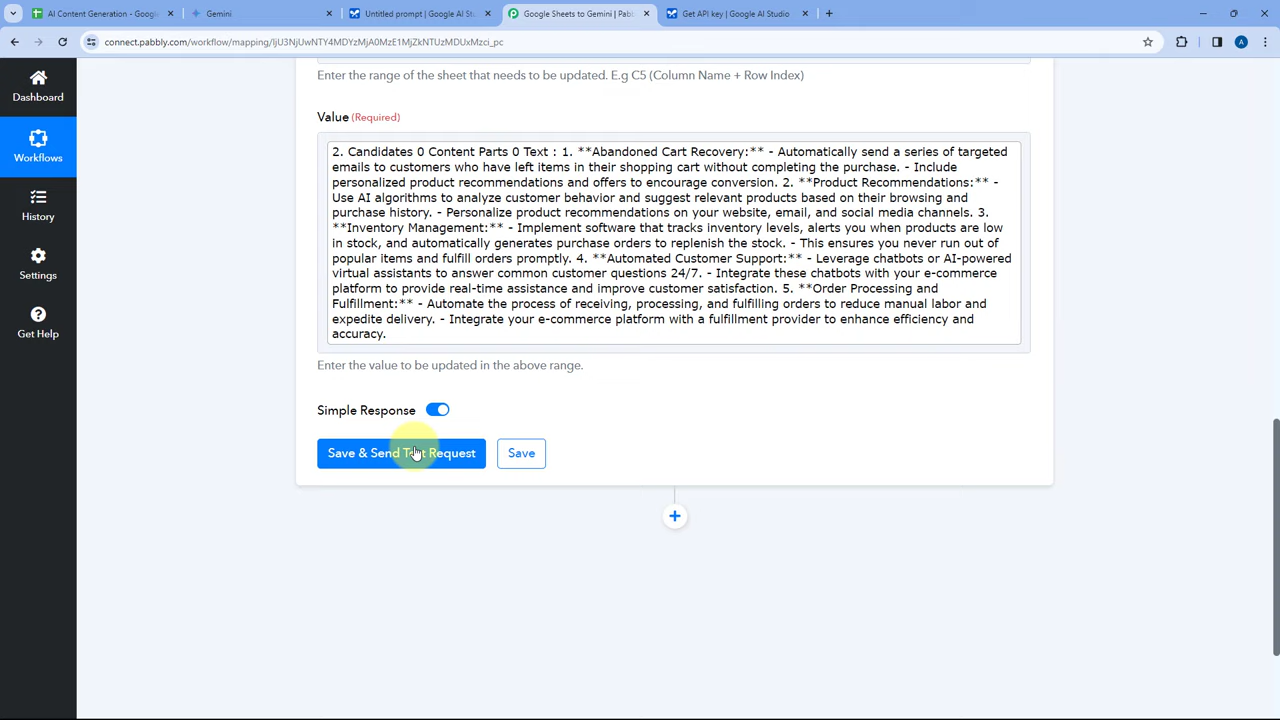 AI Content Generation - Google
Gemini
Untitled prompt | Google AI Stu
Google Sheets to Gemini | Pabb
Get API key | Google AI Studio
connect.pabbly.com/workflow/mapping/IjU3NjUwNTY4MDYzMjA0MzE1MjZkNTUzMDUxMzci_pc
A
Dashboard
Workflows
History
Settings
Get Help
Enter the range of the sheet that needs to be updated. E.g C5 (Column Name + Row Index)
Value (Required)
2. Candidates 0 Content Parts 0 Text : 1. **Abandoned Cart Recovery:** - Automatically send a series of targeted
emails to customers who have left items in their shopping cart without completing the purchase. - Include
personalized product recommendations and offers to encourage conversion. 2. **Product Recommendations:** -
Use AI algorithms to analyze customer behavior and suggest relevant products based on their browsing and
purchase history. - Personalize product recommendations on your website, email, and social media channels. 3.
**Inventory Management:** - Implement software that tracks inventory levels, alerts you when products are low
in stock, and automatically generates purchase orders to replenish the stock. - This ensures you never run out of
popular items and fulfill orders promptly. 4. **Automated Customer Support:** - Leverage chatbots or AI-powered
virtual assistants to answer common customer questions 24/7. - Integrate these chatbots with your e-commerce
platform to provide real-time assistance and improve customer satisfaction. 5. **Order Processing and
Fulfillment:** - Automate the process of receiving, processing, and fulfilling orders to reduce manual labor and
expedite delivery. - Integrate your e-commerce platform with a fulfillment provider to enhance efficiency and
accuracy.
Enter the value to be updated in the above range.
Simple Response
Save & Send Test Request
Save